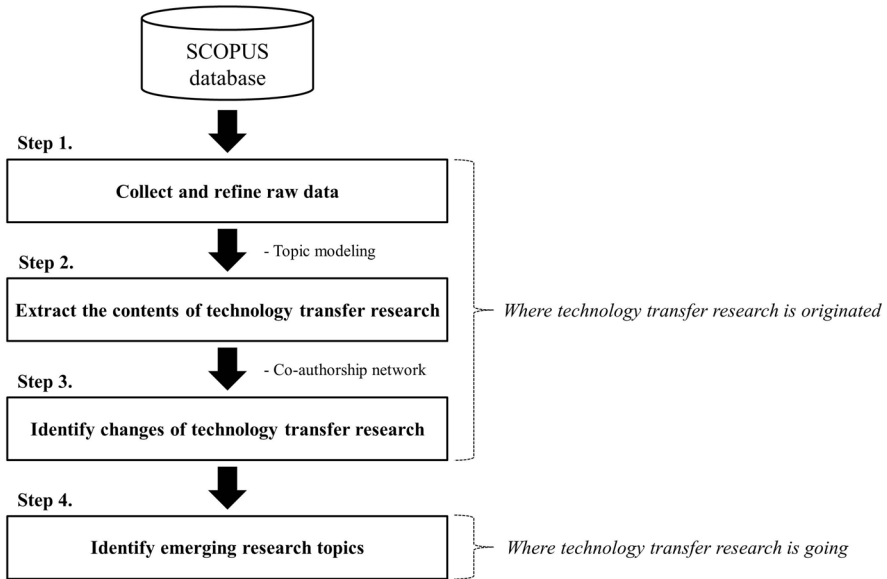 SCOPUS
database
Step 1.
Collect and refine raw data
- Topic modeling
Step 2.
Extract the contents of technology transfer research
Where technology transfer research is originated
- Co-authorship network
Step 3.
Identify changes of technology transfer research
Step 4.
Identify emerging research topics
Where technology transfer research is going